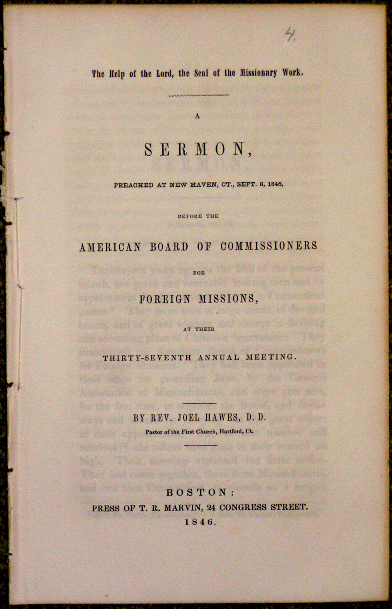 4.
The Help of the Lord, the Seal of the Missionary Work.
A
SERMON,
PREACHED AT NEW HAVEN, CT., SEPT. 8, 1846,
BEFORE THE
AMERICAN BOARD OF COMMISSIONERS
FOR
FOREIGN MISSIONS,
AT THEIR
THIRTY-SEVENTH ANNUAL MEETING.
BY REV. JOEL HAWES, D. D.
Pastor of the First Church, Hartford, Ct.
BOSTON:
PRESS OF T. R. MARVIN, 24 CONGRESS STREET.
1846.